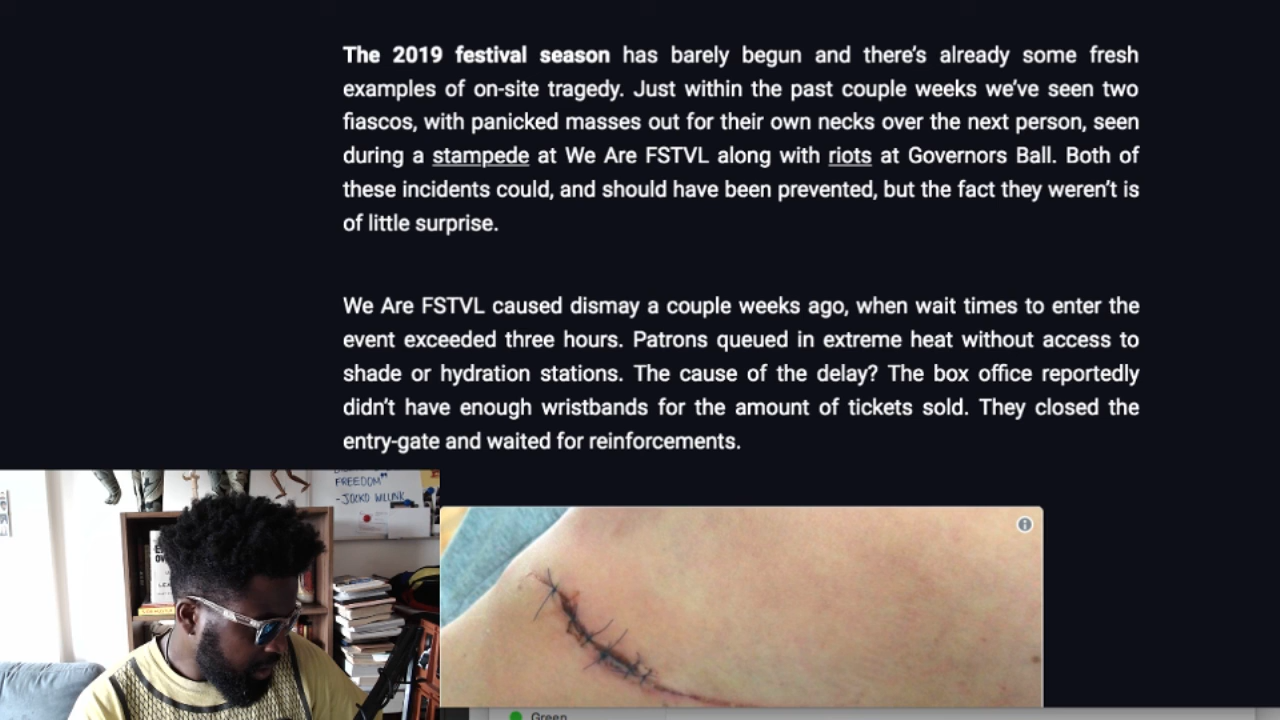 The 2019 festival season has barely begun and there's already some fresh
examples of on-site tragedy. Just within the past couple weeks we've seen two
fiascos, with panicked masses out for their own necks over the next person, seen
during a stampede at We Are FSTVL along with riots at Governors Ball. Both of
these incidents could, and should have been prevented, but the fact they weren't is
of little surprise.
We Are FSTVL caused dismay a couple weeks ago, when wait times to enter the
event exceeded three hours. Patrons queued in extreme heat without access to
shade or hydration stations. The cause of the delay? The box office reportedly
didn't have enough wristbands for the amount of tickets sold. They closed the
entry-gate and waited for reinforcements.
FREEDOM"
-JOCKO WILLINK
Green